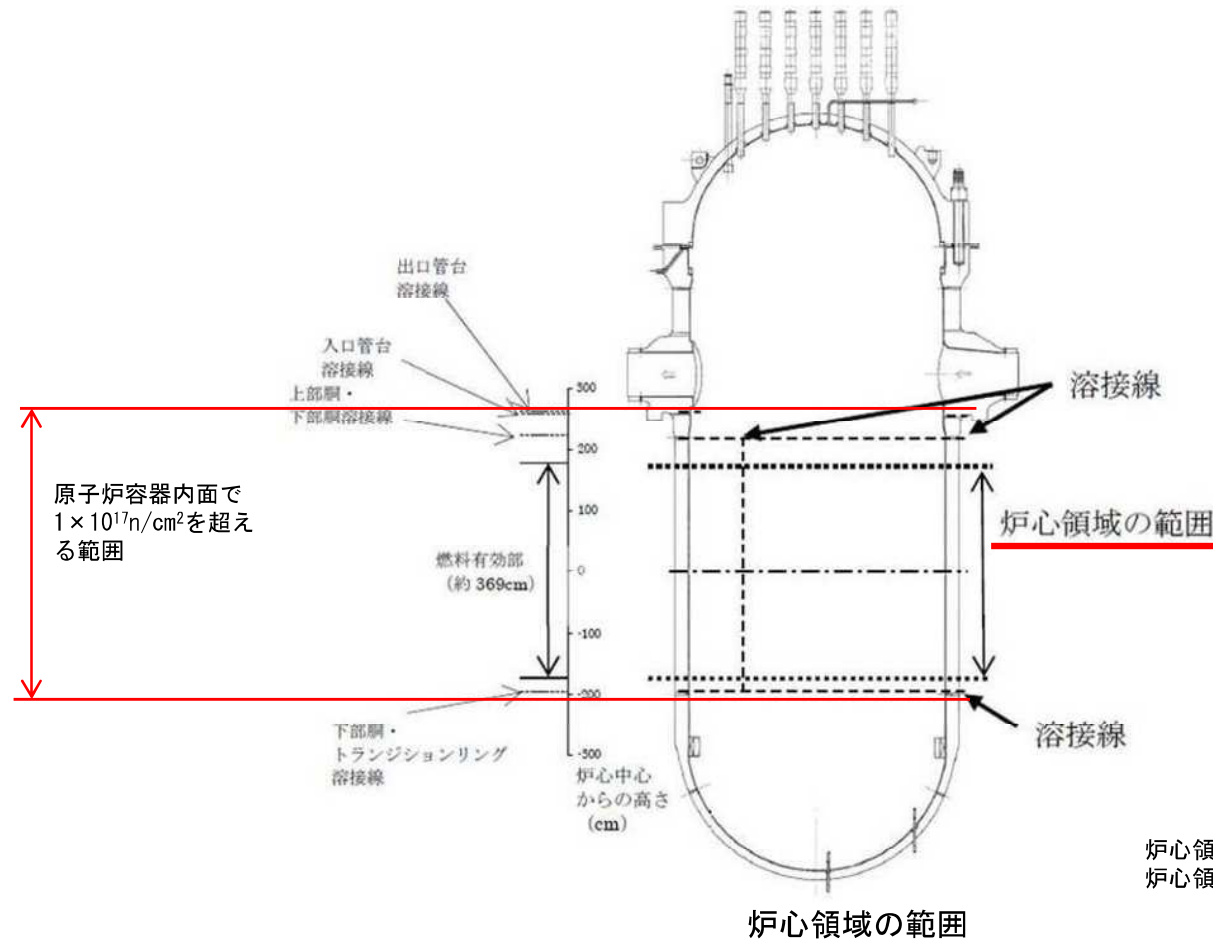 出口管台
溶接線
入口管台
溶接線
上部胴・
下部胴溶接線
300
200
100
0
-100
-200
-300
原子炉容器内面で
1×10¹⁷n/cm²を超え
る範囲
燃料有効部
（約 369cm）
下部胴・
トランジションリング
溶接線
炉心中心
からの高さ
（cm）
溶接線
炉心領域の範囲
溶接線
炉心領
炉心領
炉心領域の範囲